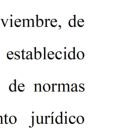 viembre, de
establecido
de normas
nto jurídico